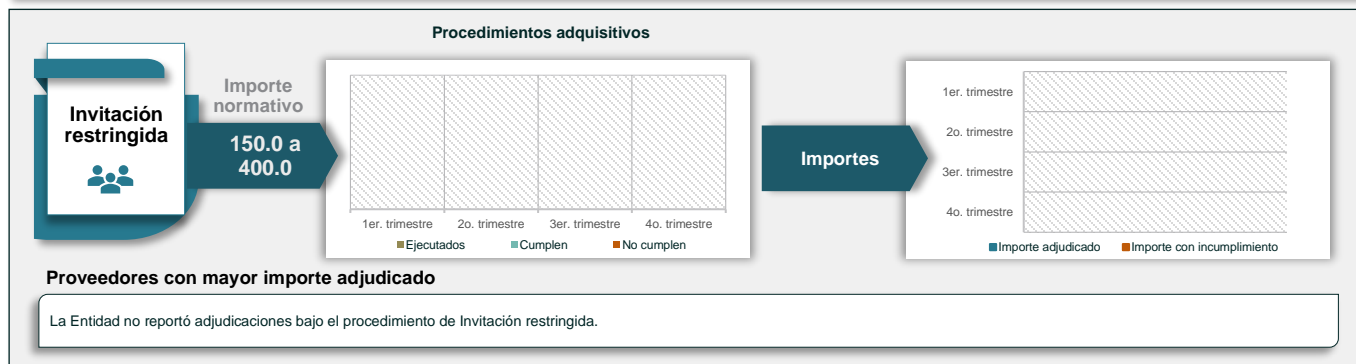 Procedimientos adquisitivos
Invitación
restringida
Importe
normativo
150.0 a
400.0
1er. trimestre 2o. trimestre 3er. trimestre 4o. trimestre
Ejecutados Cumplen No cumplen
Importes
1er. trimestre
2o. trimestre
3er. trimestre
4o. trimestre
Importe adjudicado Importe con incumplimiento
Proveedores con mayor importe adjudicado
La Entidad no reportó adjudicaciones bajo el procedimiento de Invitación restringida.